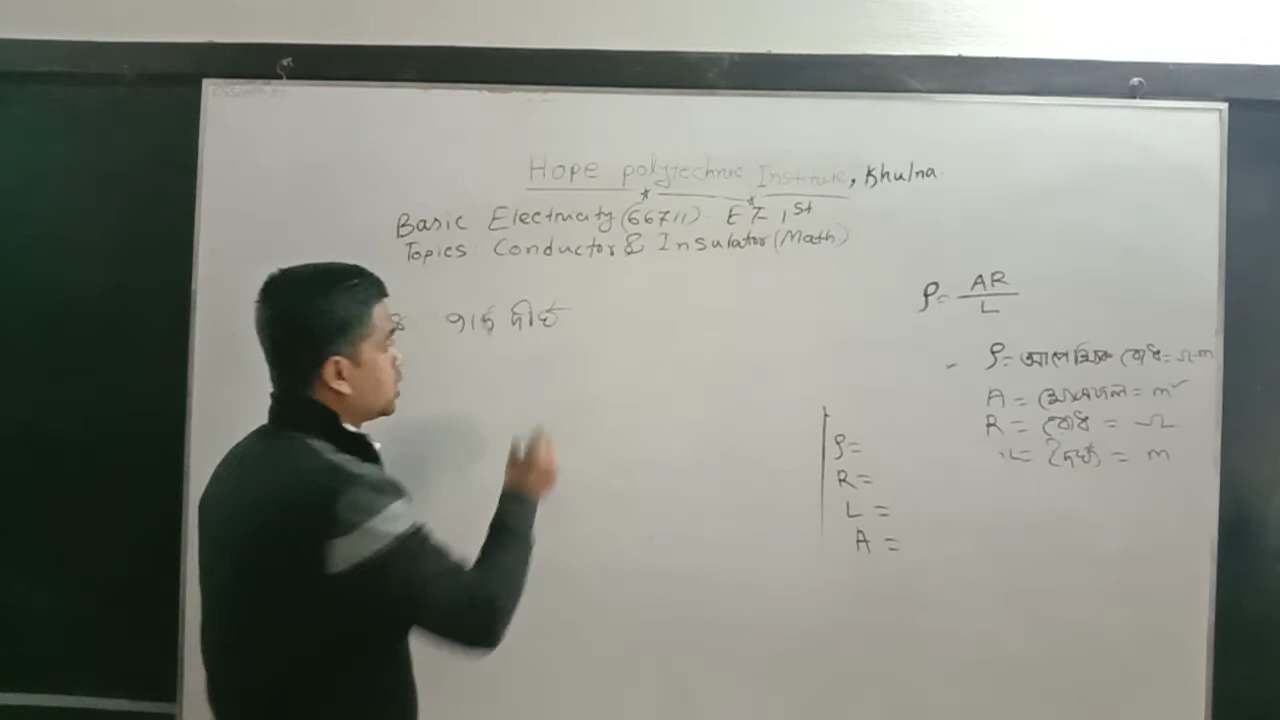 Hope polytechnic Institute, Khulna
Basic Electricity (66711) ET 1st
Topics: Conductor & Insulator (Math)
ρ = AR/L
ρ = আপেক্ষিক রোধ = Ω-m
A = ক্ষেত্রফল = m²
R = রোধ = Ω
L = দৈর্ঘ্য = m
ρ =
R =
L =
A =